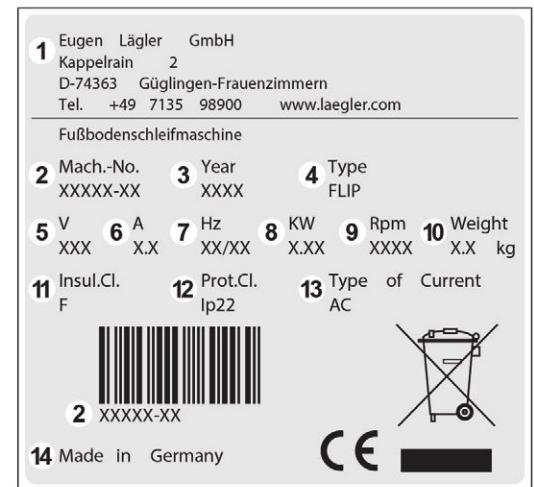 1 Eugen Lägler GmbH
Kappelrain 2
D-74363 Güglingen-Frauenzimmern
Tel. +49 7135 98900 www.laegler.com
Fußbodenschleifmaschine
2 Mach.-No. 3 Year 4 Type
XXXXX-XX XXXX FLIP
5 V 6 A 7 Hz 8 KW 9 Rpm 10 Weight
XXX X.X XX/XX X.XX XXXX X.X kg
11 Insul.Cl. 12 Prot.Cl. 13 Type of Current
F Ip22 AC
2 XXXXX-XX
14 Made in Germany CE